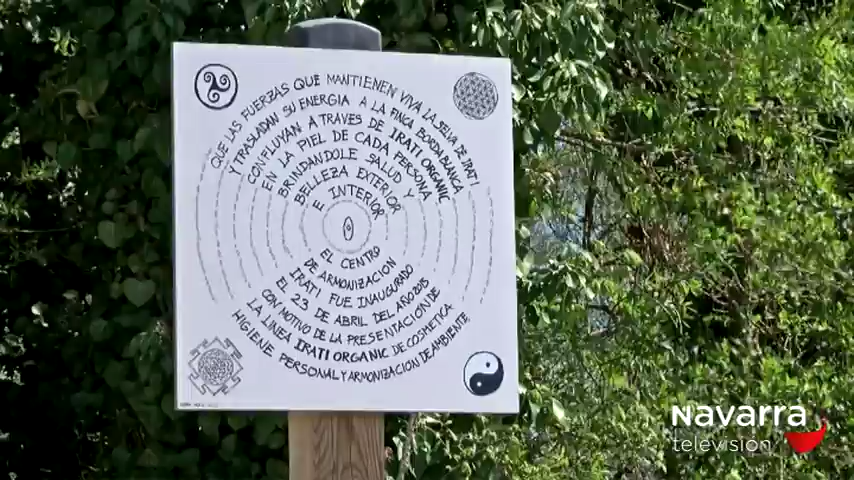 QUE LAS FUERZAS QUE MANTIENEN VIVA LA SELVA DE IRATI
Y TRASLADAN SU ENERGIA A LA FINCA BORDABLANCA
CONFLUYAN A TRAVES DE IRATI ORGANIC
EN LA PIEL DE CADA PERSONA
BRINDANDOLE SALUD Y
BELLEZA EXTERIOR
E INTERIOR
EL CENTRO
DE ARMONIZACION
IRATI FUE INAUGURADO
EL 23 DE ABRIL DEL AÑO 2015
CON MOTIVO DE LA PRESENTACION DE
LA LINEA IRATI ORGANIC DE COSMETICA
HIGIENE PERSONAL Y ARMONIZACION DE AMBIENTE
Navarra
television